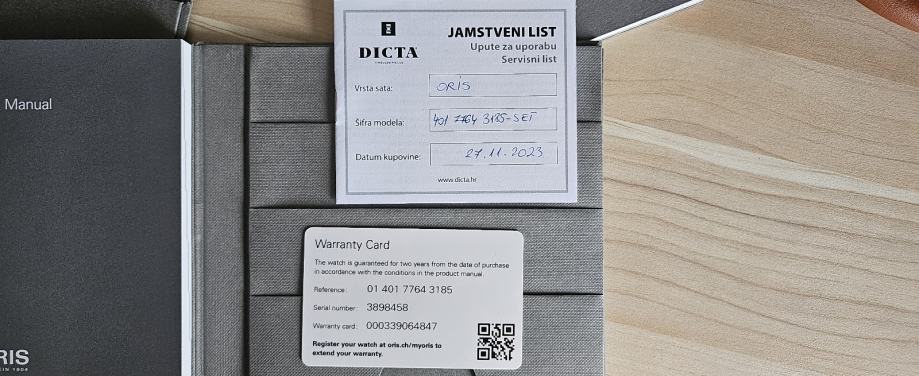 Manual
RIS
EIN 1904
DICTA
JAMSTVENI LIST
Upute za uporabu
Servisni list
Vrsta sata: ORIS
Šifra modela: 401 7764 3185-SET
Datum kupovine: 27.11.2023
www.dicta.hr
Warranty Card
The watch is guaranteed for two years from the date of purchase
in accordance with the conditions in the product manual.
Reference: 01 401 7764 3185
Serial number: 3898458
Warranty card: 000339064847
Register your watch at oris.ch/myoris to
extend your warranty.